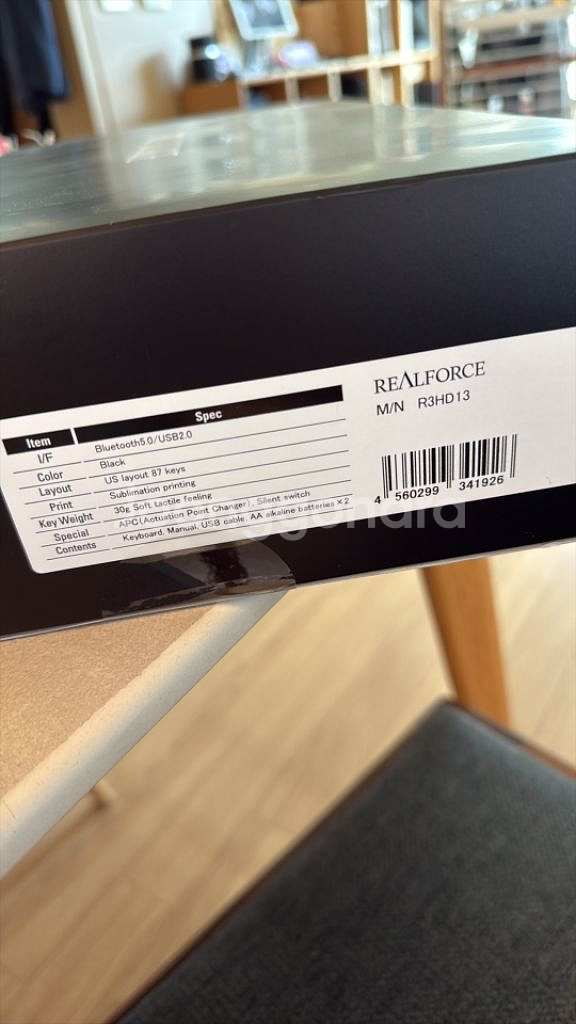 REALFORCE
M/N R3HD13
Item Spec
I/F Bluetooth5.0/USB2.0
Color Black
Layout US layout 87 keys
Print Sublimation printing
Key Weight 30g Soft Lactile feeling
Special APC(Actuation Point Changer), Silent switch
Contents Keyboard, Manual, USB cable, AA alkaline batteries×2
4 560299 341926